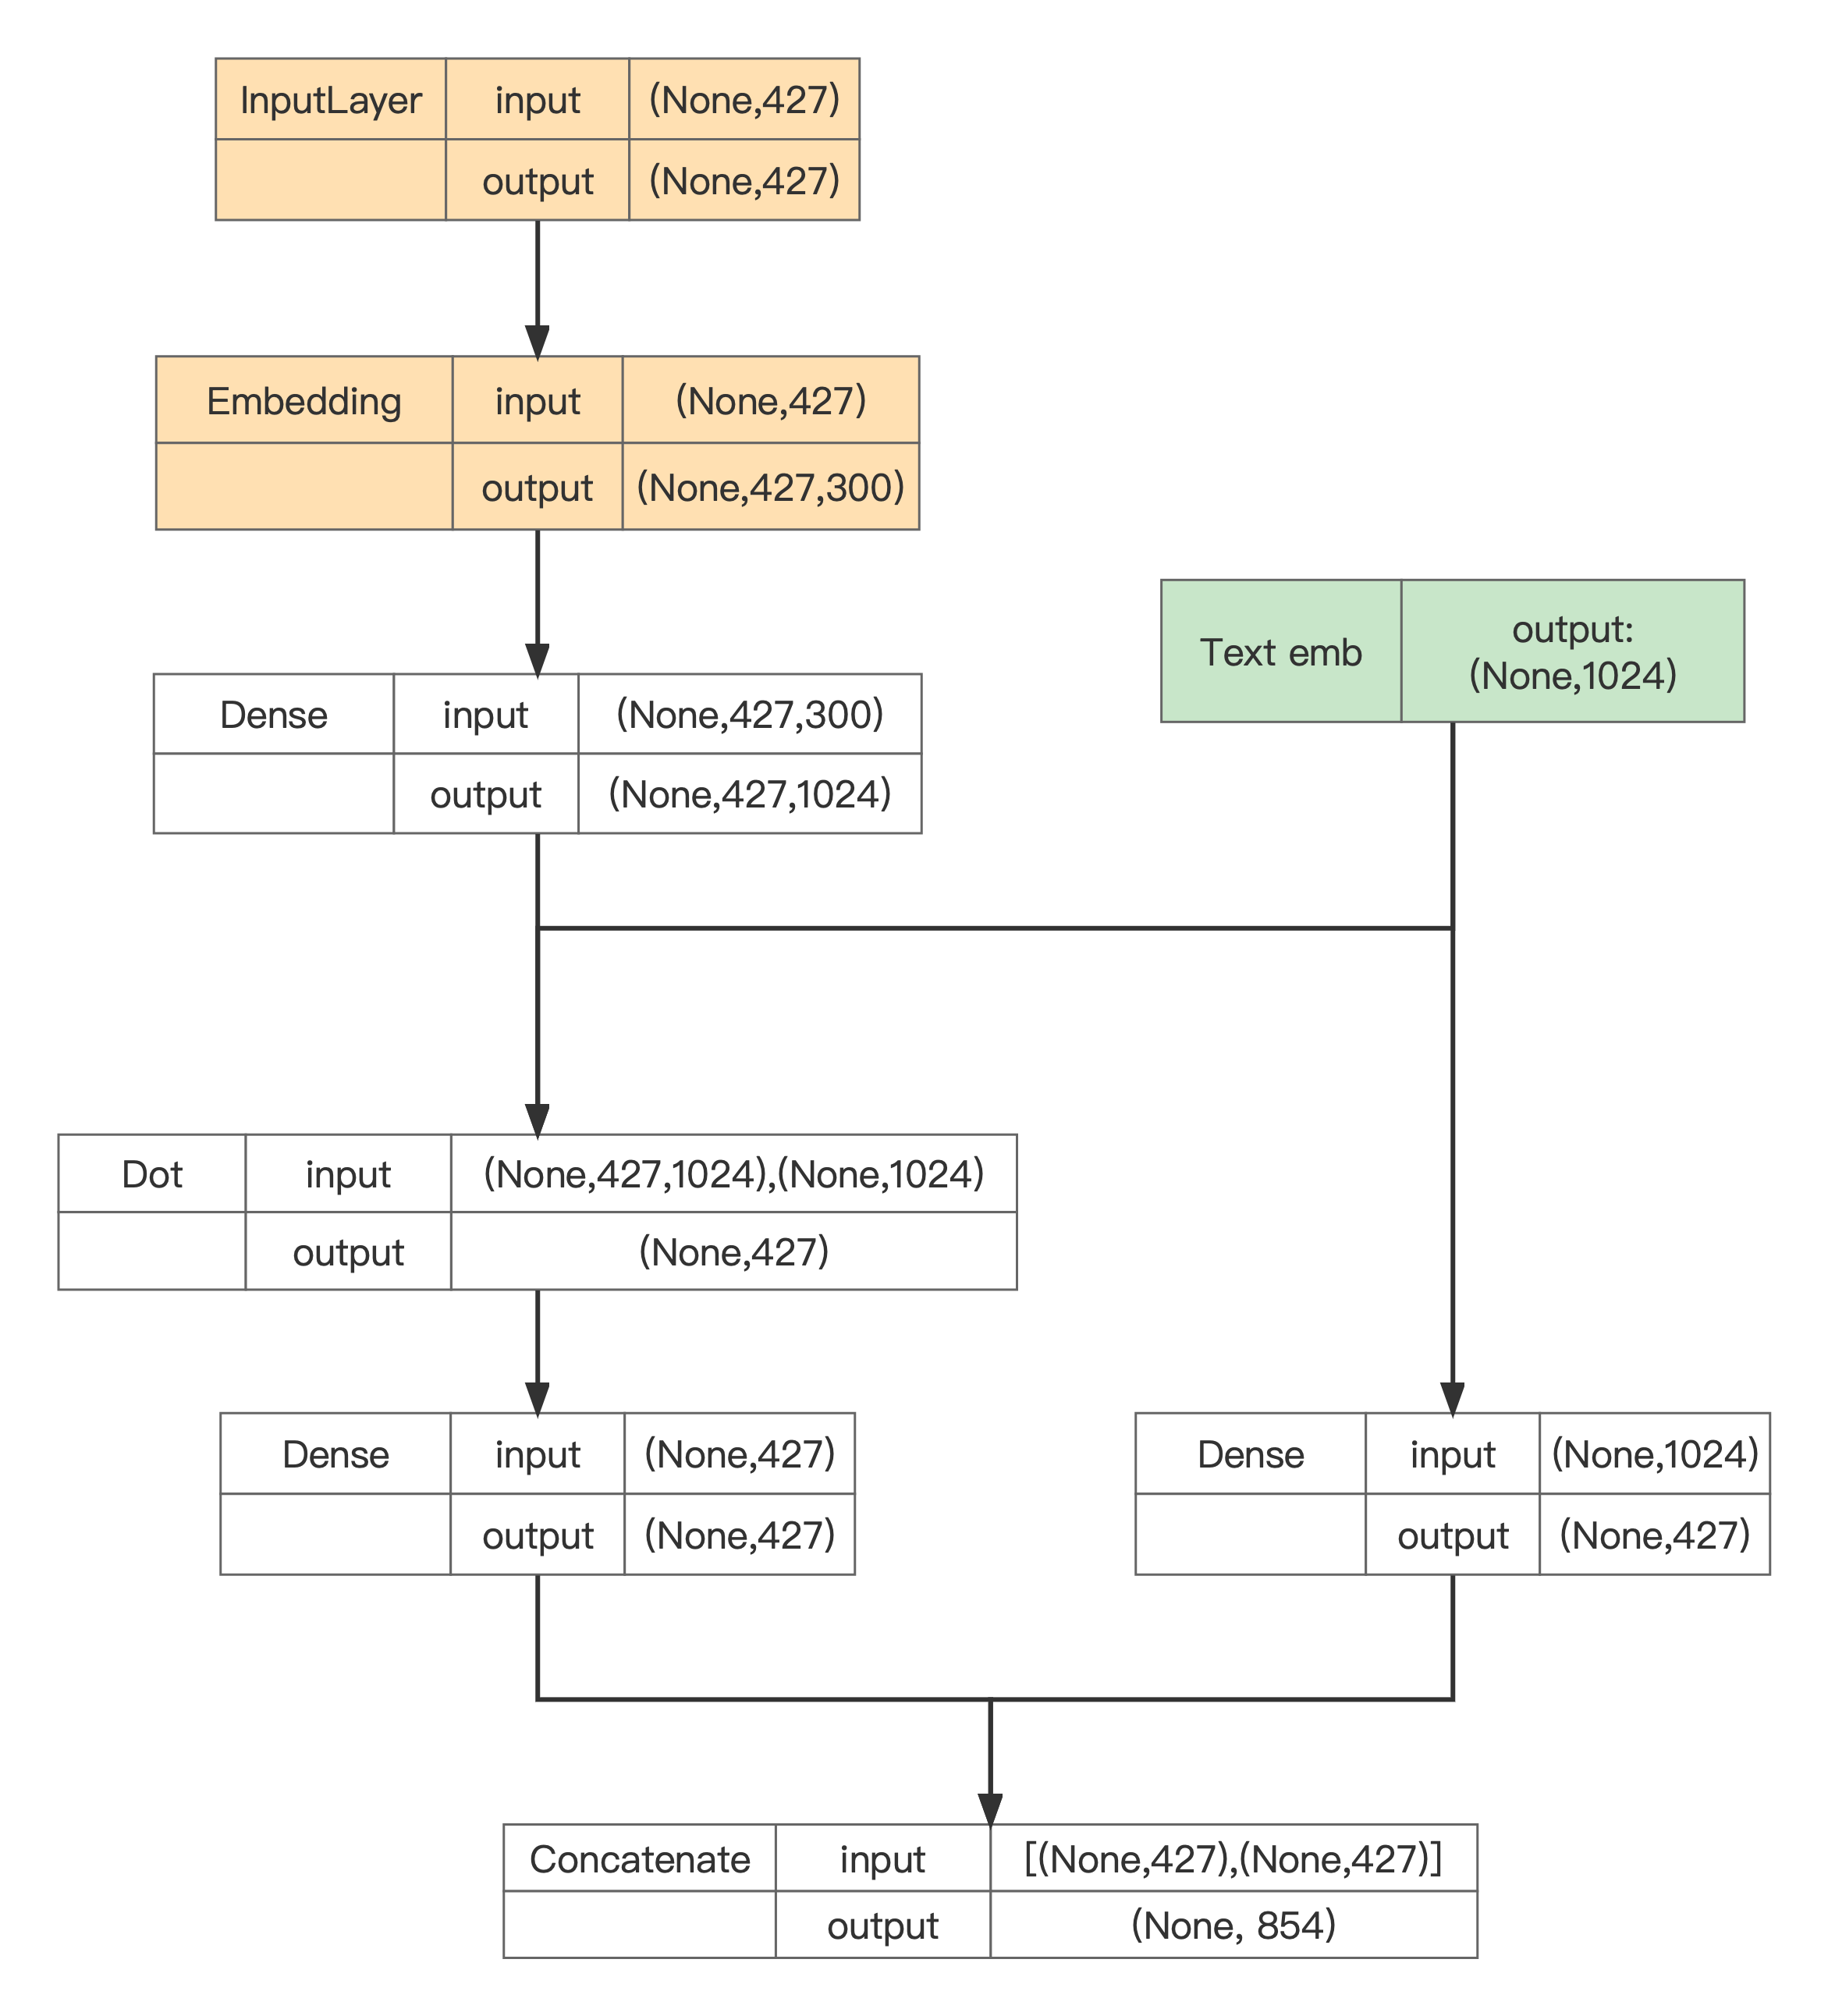 InputLayer input (None,427)
output (None,427)
Embedding input (None,427)
output (None,427,300)
Text emb
output:
(None,1024)
Dense input (None,427,300)
output (None,427,1024)
Dot input (None,427,1024),(None,1024)
output (None,427)
Dense input (None,427)
output (None,427)
Dense input (None,1024)
output (None,427)
Concatenate input [(None,427),(None,427)]
output (None, 854)